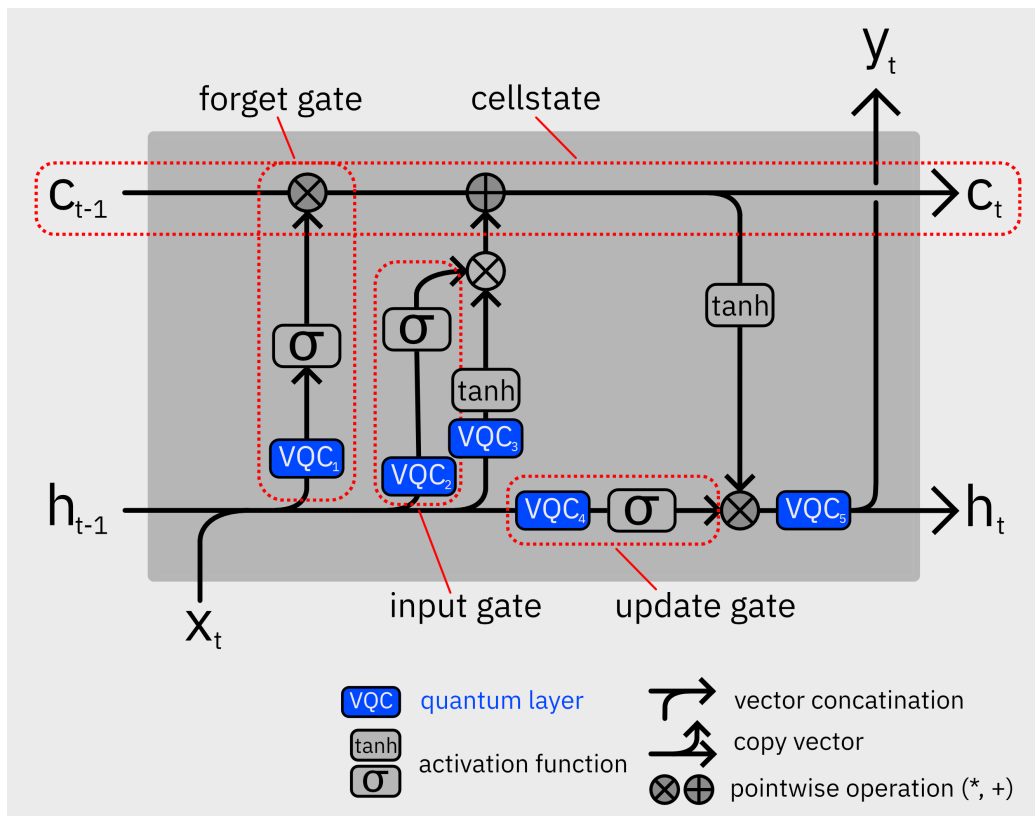 y_t
forget gate
cellstate
c_t-1
c_t
tanh
σ
σ
tanh
VQC_1
VQC_3
VQC_2
h_t-1
VQC_4
σ
VQC_5
h_t
input gate
update gate
x_t
VQC
quantum layer
vector concatination
tanh
copy vector
activation function
σ
pointwise operation (*, +)